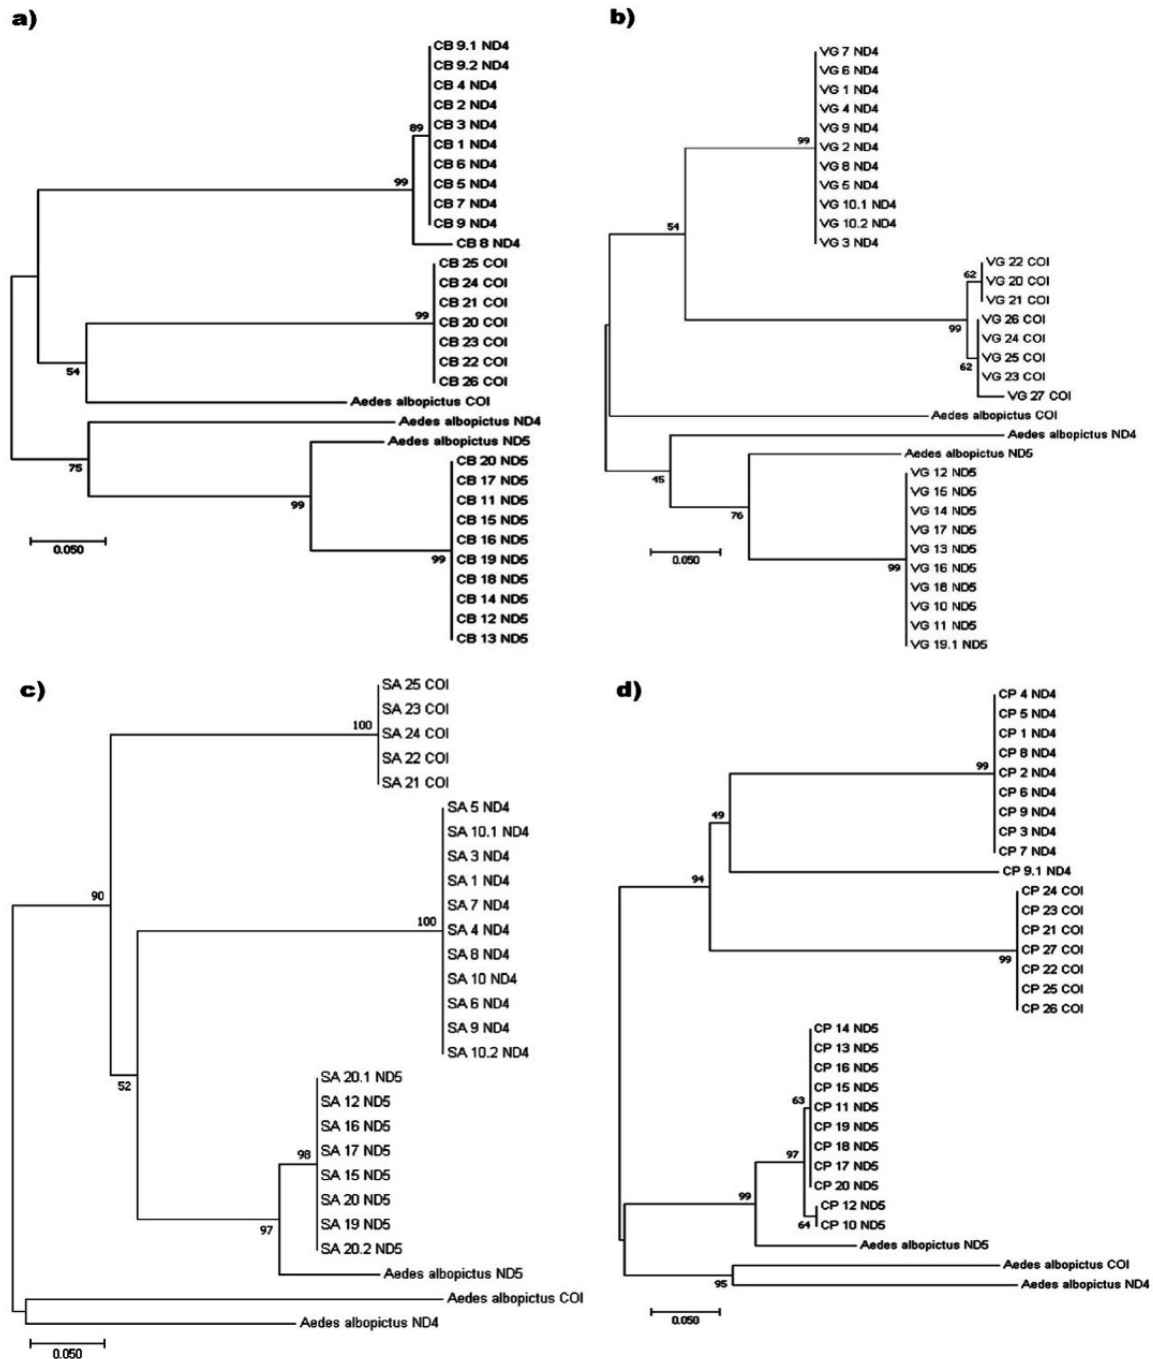 a)
CB 9.1 ND4
CB 9.2 ND4
CB 4 ND4
CB 2 ND4
CB 3 ND4
89
CB 1 ND4
CB 6 ND4
99
CB 5 ND4
CB 7 ND4
CB 9 ND4
CB 8 ND4
CB 25 COI
CB 24 COI
CB 21 COI
99
CB 20 COI
CB 23 COI
54
CB 22 COI
CB 26 COI
Aedes albopictus COI
Aedes albopictus ND4
75
Aedes albopictus ND5
CB 20 ND5
CB 17 ND5
99
CB 11 ND5
CB 15 ND5
CB 16 ND5
99
CB 19 ND5
CB 18 ND5
CB 14 ND5
CB 12 ND5
CB 13 ND5
0.050
b)
VG 7 ND4
VG 6 ND4
VG 1 ND4
VG 4 ND4
VG 9 ND4
99
VG 2 ND4
VG 8 ND4
VG 5 ND4
VG 10.1 ND4
VG 10.2 ND4
54
VG 3 ND4
VG 22 COI
62
VG 20 COI
VG 21 COI
99
VG 26 COI
VG 24 COI
VG 25 COI
62
VG 23 COI
VG 27 COI
Aedes albopictus COI
Aedes albopictus ND4
45
Aedes albopictus ND5
VG 12 ND5
VG 15 ND5
76
VG 14 ND5
VG 17 ND5
VG 13 ND5
99
VG 16 ND5
VG 18 ND5
VG 10 ND5
VG 11 ND5
VG 19.1 ND5
0.050
c)
SA 25 COI
SA 23 COI
100
SA 24 COI
SA 22 COI
SA 21 COI
SA 5 ND4
SA 10.1 ND4
SA 3 ND4
SA 1 ND4
90
SA 7 ND4
100
SA 4 ND4
SA 8 ND4
SA 10 ND4
SA 6 ND4
SA 9 ND4
SA 10.2 ND4
52
SA 20.1 ND5
SA 12 ND5
SA 16 ND5
98
SA 17 ND5
SA 15 ND5
SA 20 ND5
97
SA 19 ND5
SA 20.2 ND5
Aedes albopictus ND5
Aedes albopictus COI
Aedes albopictus ND4
0.050
d)
CP 4 ND4
CP 5 ND4
CP 1 ND4
CP 8 ND4
99
CP 2 ND4
CP 6 ND4
49
CP 9 ND4
CP 3 ND4
CP 7 ND4
CP 9.1 ND4
94
CP 24 COI
CP 23 COI
CP 21 COI
CP 27 COI
99
CP 22 COI
CP 25 COI
CP 26 COI
CP 14 ND5
CP 13 ND5
CP 16 ND5
CP 15 ND5
63
CP 11 ND5
CP 19 ND5
97
CP 18 ND5
CP 17 ND5
CP 20 ND5
99
CP 12 ND5
64
CP 10 ND5
Aedes albopictus ND5
Aedes albopictus COI
95
Aedes albopictus ND4
0.050